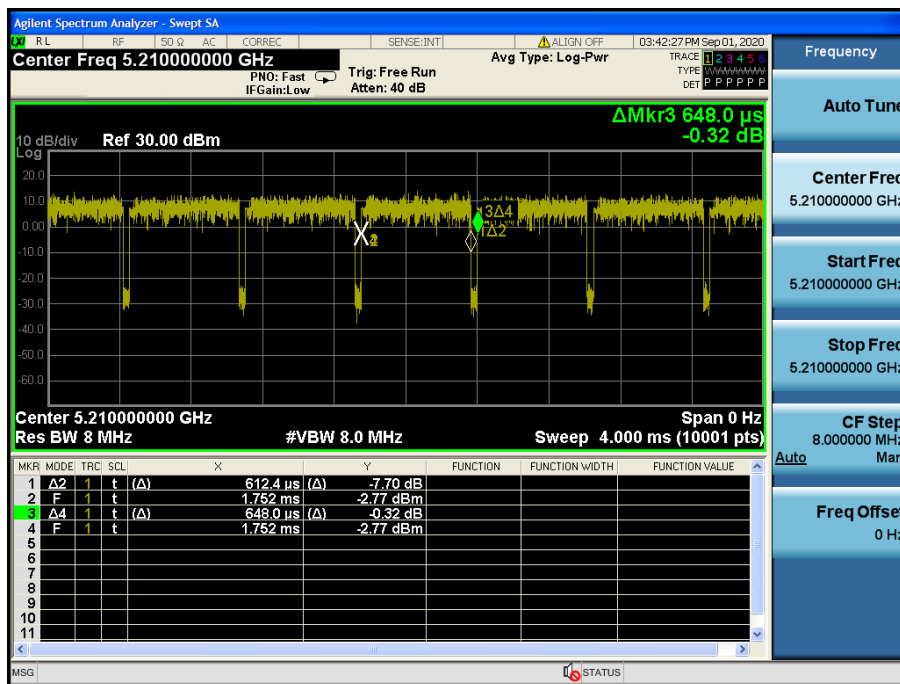 Agilent Spectrum Analyzer - Swept SA
LXI RL RF 50 Ω AC CORREC SENSE:INT ALIGN OFF 03:42:27 PM Sep 01, 2020
Center Freq 5.210000000 GHz
PNO: Fast
IFGain:Low
Trig: Free Run
Atten: 40 dB
Avg Type: Log-Pwr
TRACE 1 2 3 4 5 6
TYPE
DET P P P P P P
ΔMkr3 648.0 µs
-0.32 dB
10 dB/div Ref 30.00 dBm
Log
20.0
10.0
0.00
-10.0
-20.0
-30.0
-40.0
-50.0
-60.0
3Δ4
1Δ2
Center 5.210000000 GHz Span 0 Hz
Res BW 8 MHz #VBW 8.0 MHz Sweep 4.000 ms (10001 pts)
MKR MODE TRC SCL X Y FUNCTION FUNCTION WIDTH FUNCTION VALUE
1 Δ2 1 t (Δ) 612.4 µs (Δ) -7.70 dB
2 F 1 t 1.752 ms -2.77 dBm
3 Δ4 1 t (Δ) 648.0 µs (Δ) -0.32 dB
4 F 1 t 1.752 ms -2.77 dBm
5
6
7
8
9
10
11
MSG STATUS
Frequency
Auto Tune
Center Freq
5.210000000 GHz
Start Freq
5.210000000 GHz
Stop Freq
5.210000000 GHz
CF Step
8.000000 MHz
Auto Man
Freq Offset
0 Hz